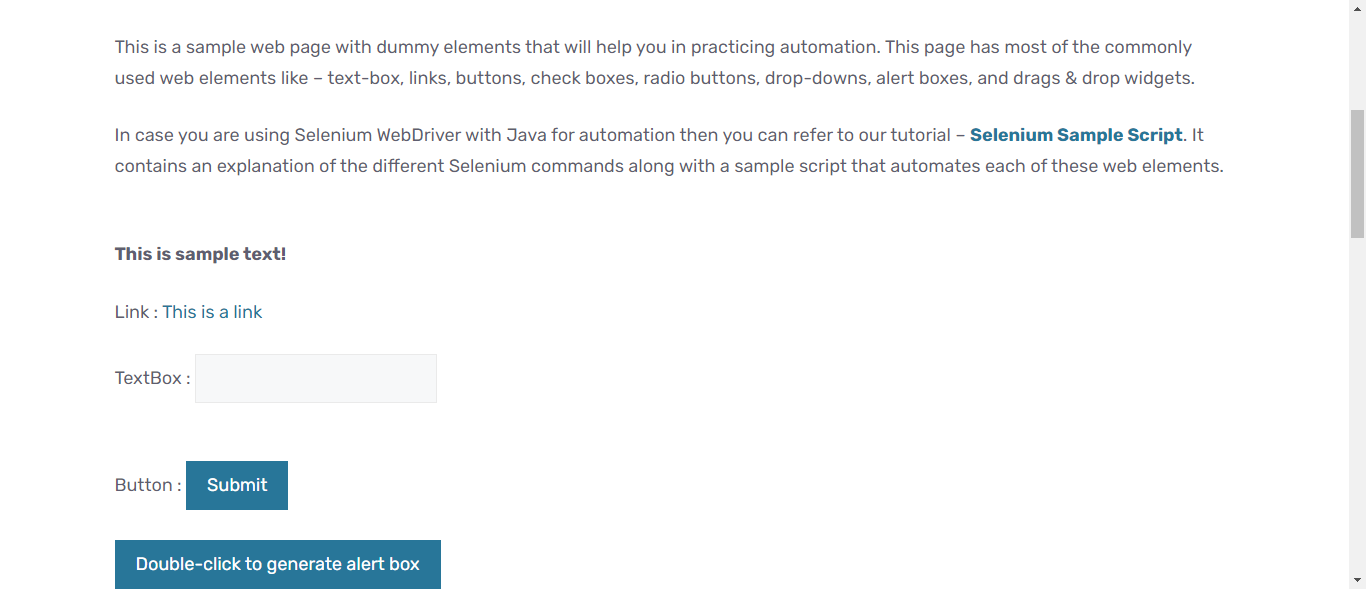 This is a sample web page with dummy elements that will help you in practicing automation. This page has most of the commonly
used web elements like – text-box, links, buttons, check boxes, radio buttons, drop-downs, alert boxes, and drags & drop widgets.
In case you are using Selenium WebDriver with Java for automation then you can refer to our tutorial – Selenium Sample Script. It
contains an explanation of the different Selenium commands along with a sample script that automates each of these web elements.
This is sample text!
Link : This is a link
TextBox :
Button : Submit
Double-click to generate alert box